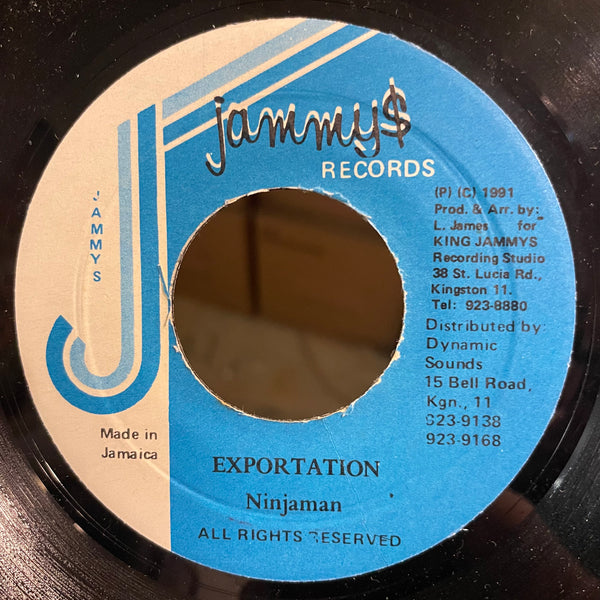 jammy$
RECORDS
JAMMYS
(P) (C) 1991
Prod. & Arr. by:
L. James for
KING JAMMYS
Recording Studio
38 St. Lucia Rd.,
Kingston 11.
Tel: 923-8880
Distributed by:
Dynamic
Sounds
15 Bell Road,
Kgn., 11
923-9138
923-9168
Made in
Jamaica
EXPORTATION
Ninjaman
ALL RIGHTS RESERVED